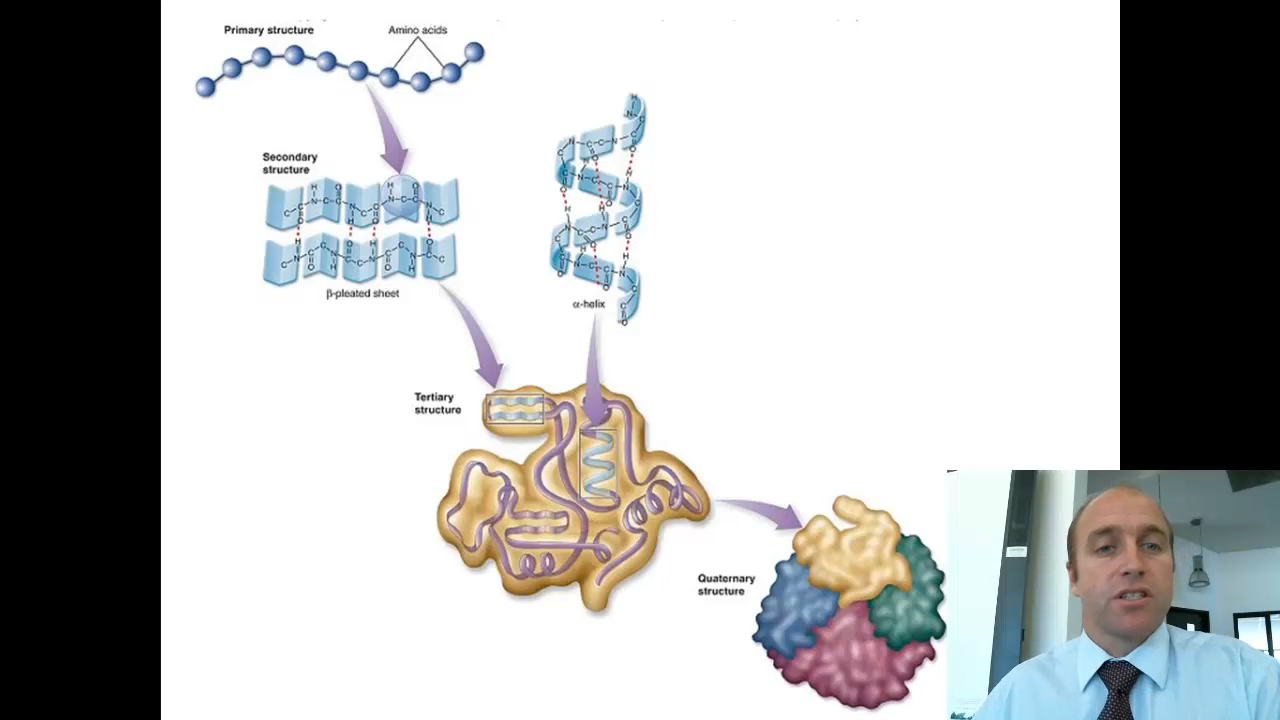 Primary structure
Amino acids
Secondary
structure
β-pleated sheet
α-helix
Tertiary
structure
Quaternary
structure